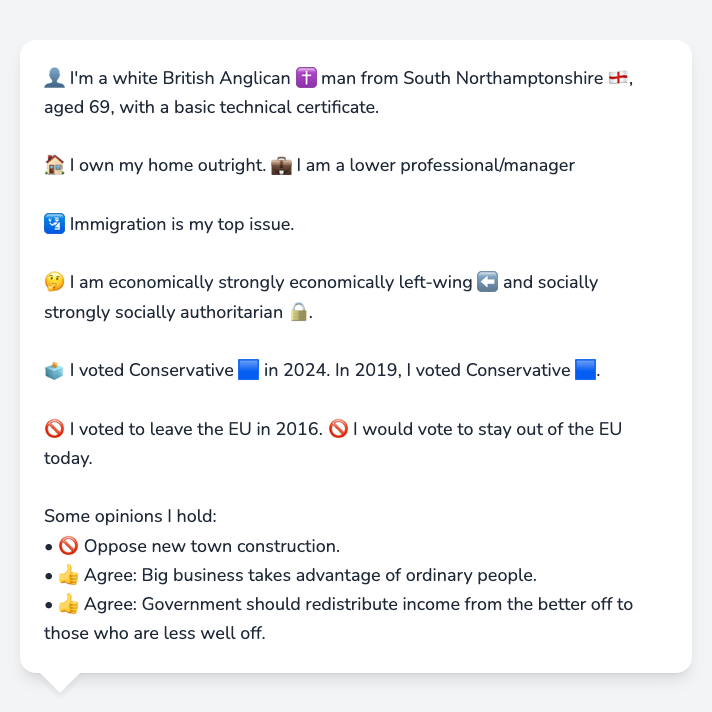 👤 I'm a white British Anglican ✝️ man from South Northamptonshire 🏴󠁧󠁢󠁥󠁮󠁧󠁿,
aged 69, with a basic technical certificate.
🏠 I own my home outright. 💼 I am a lower professional/manager
🛂 Immigration is my top issue.
🤔 I am economically strongly economically left-wing ⬅️ and socially
strongly socially authoritarian 🔒.
🗳️ I voted Conservative 🟦 in 2024. In 2019, I voted Conservative 🟦.
🚫 I voted to leave the EU in 2016. 🚫 I would vote to stay out of the EU
today.
Some opinions I hold:
• 🚫 Oppose new town construction.
• 👍 Agree: Big business takes advantage of ordinary people.
• 👍 Agree: Government should redistribute income from the better off to
those who are less well off.